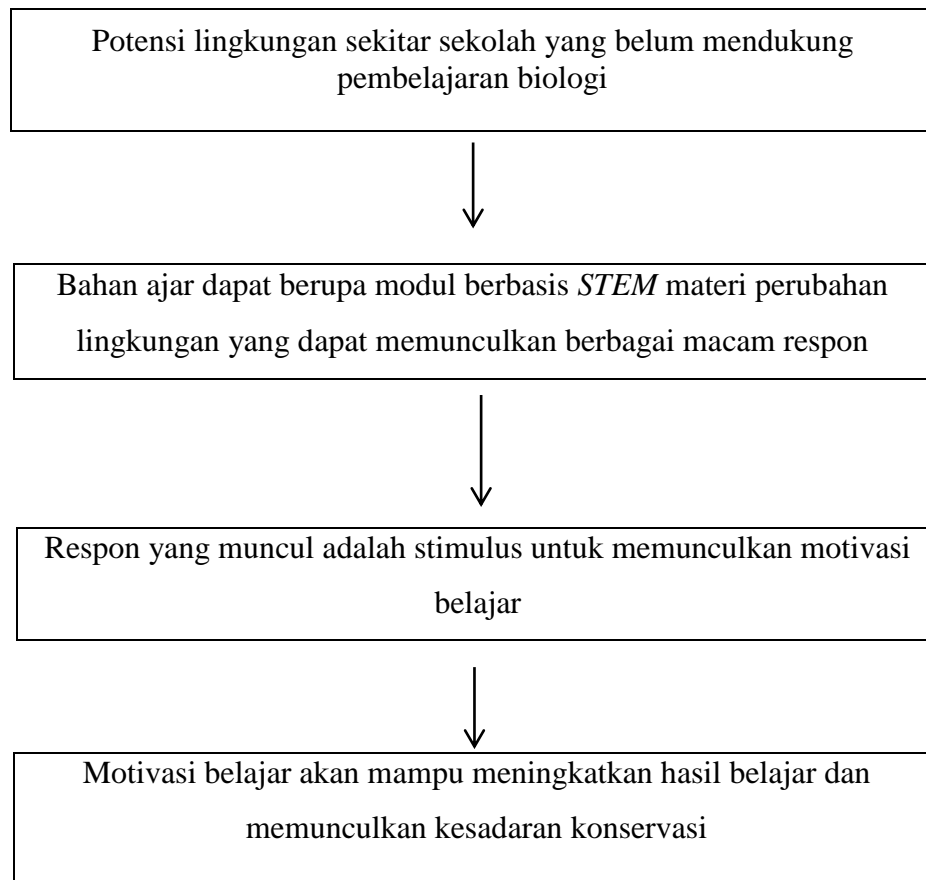 Potensi lingkungan sekitar sekolah yang belum mendukung
pembelajaran biologi
Bahan ajar dapat berupa modul berbasis STEM materi perubahan
lingkungan yang dapat memunculkan berbagai macam respon
Respon yang muncul adalah stimulus untuk memunculkan motivasi
belajar
Motivasi belajar akan mampu meningkatkan hasil belajar dan
memunculkan kesadaran konservasi